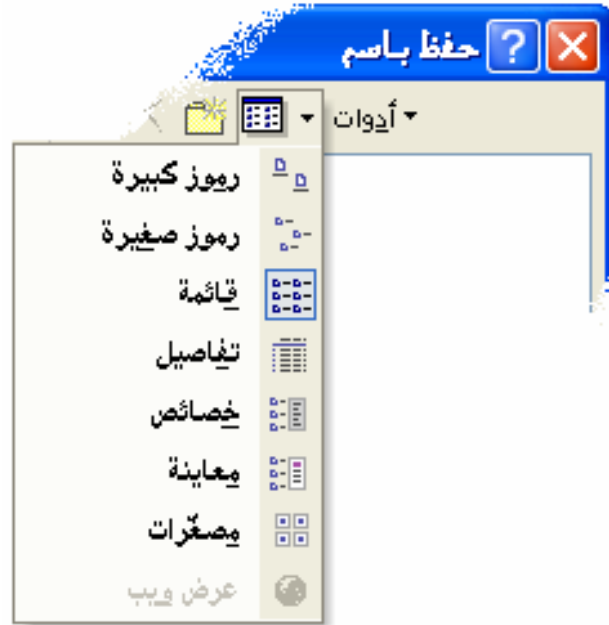 حفظ باسم
أدوات
رموز كبيرة
رموز صغيرة
قائمة
تفاصيل
خصائص
معاينة
مصغّرات
عرض ويب